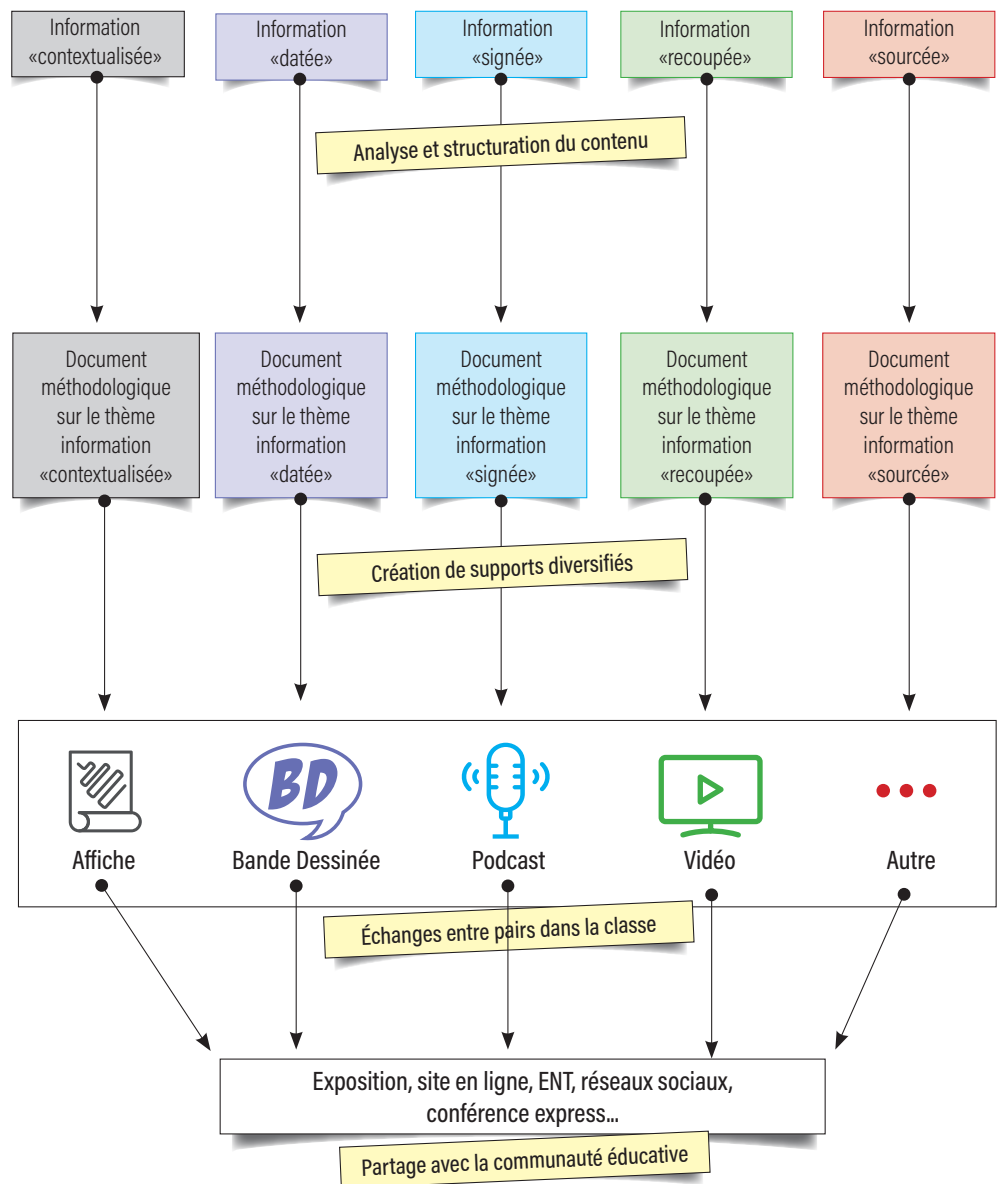 Information
«contextualisée»
Information
«datée»
Information
«signée»
Information
«recoupée»
Information
«sourcée»
Analyse et structuration du contenu
Document
méthodologique
sur le thème
information
«contextualisée»
Document
méthodologique
sur le thème
information
«datée»
Document
méthodologique
sur le thème
information
«signée»
Document
méthodologique
sur le thème
information
«recoupée»
Document
méthodologique
sur le thème
information
«sourcée»
Création de supports diversifiés
BD
Affiche
Bande Dessinée
Podcast
Vidéo
Autre
Échanges entre pairs dans la classe
Exposition, site en ligne, ENT, réseaux sociaux,
conférence express...
Partage avec la communauté éducative